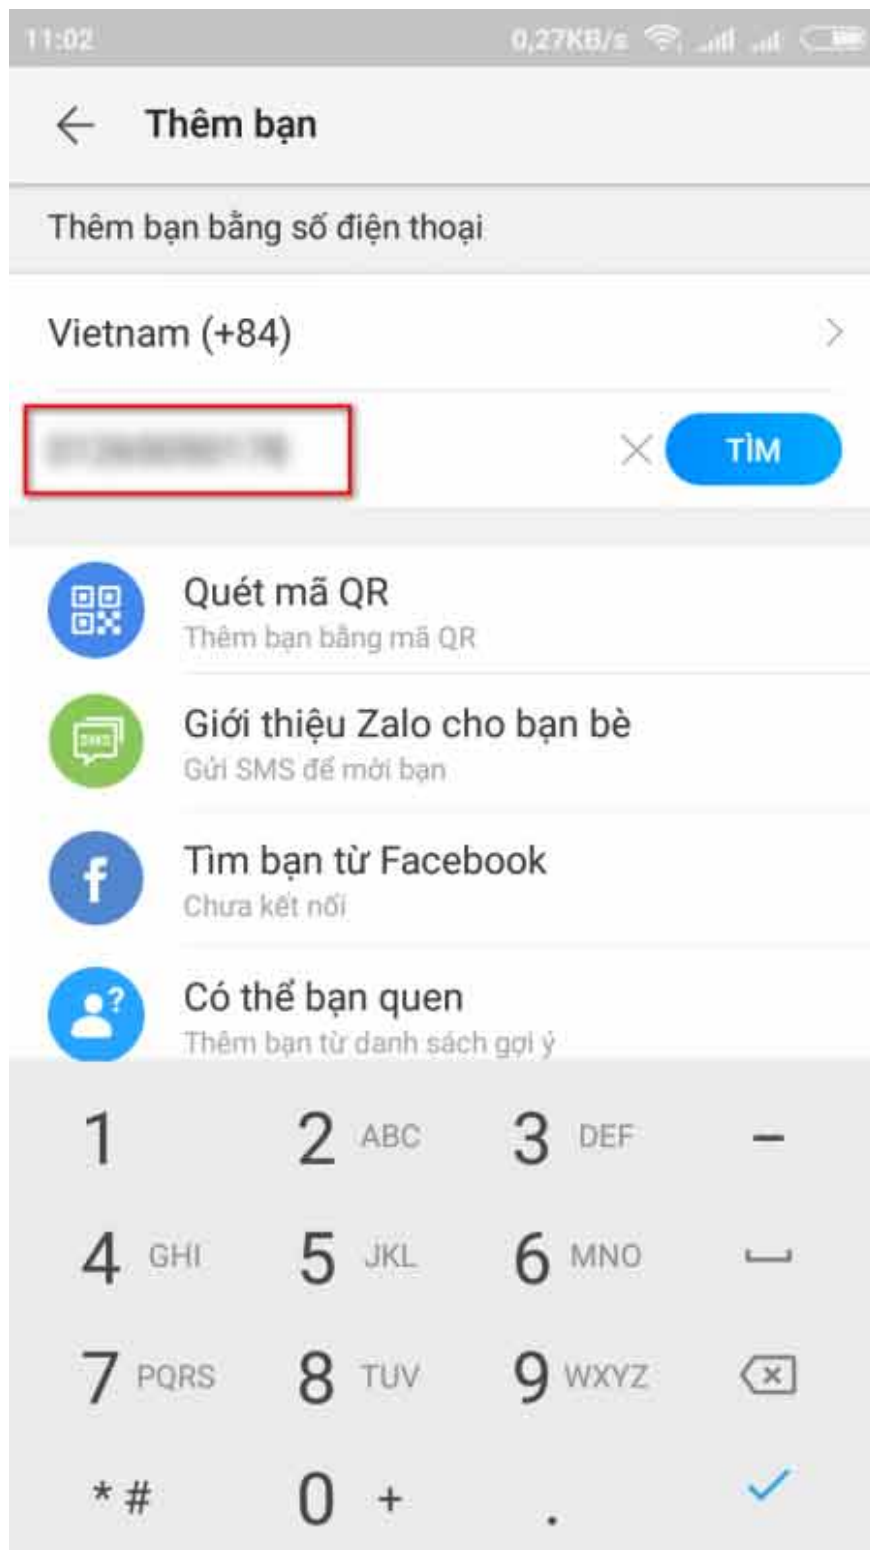 11:02
0,27KB/s
Thêm bạn
Thêm bạn bằng số điện thoại
Vietnam (+84)
TÌM
Quét mã QR
Thêm bạn bằng mã QR
SMS
Giới thiệu Zalo cho bạn bè
Gửi SMS để mời bạn
f
Tìm bạn từ Facebook
Chưa kết nối
?
Có thể bạn quen
Thêm bạn từ danh sách gợi ý
1 2 ABC 3 DEF –
4 GHI 5 JKL 6 MNO
7 PQRS 8 TUV 9 WXYZ
* # 0 + .